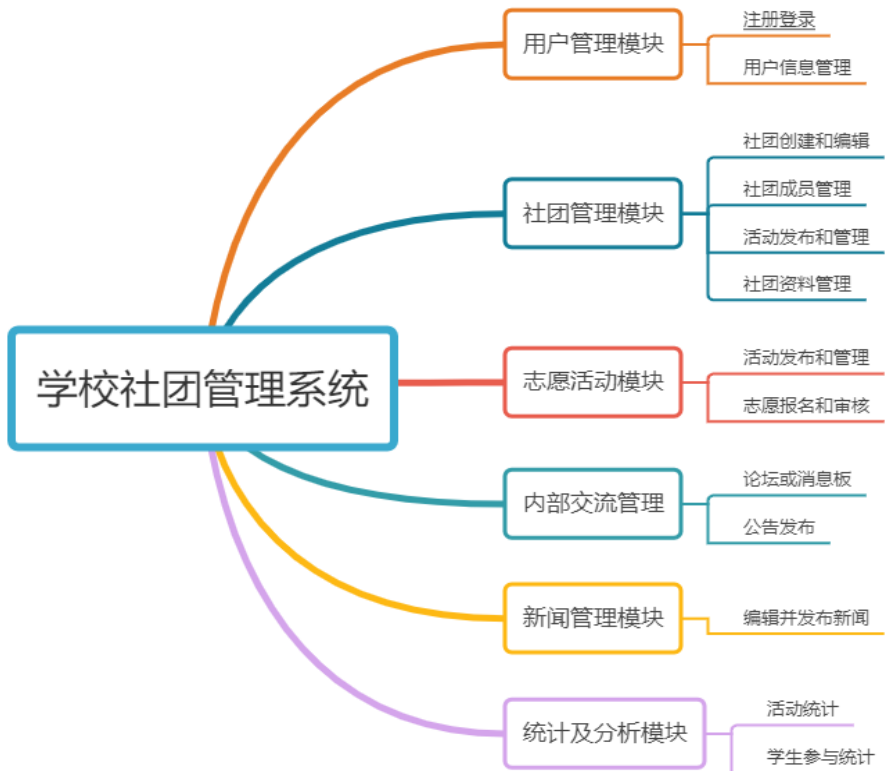 学校社团管理系统
用户管理模块
注册登录
用户信息管理
社团管理模块
社团创建和编辑
社团成员管理
活动发布和管理
社团资料管理
志愿活动模块
活动发布和管理
志愿报名和审核
内部交流管理
论坛或消息板
公告发布
新闻管理模块
编辑并发布新闻
统计及分析模块
活动统计
学生参与统计